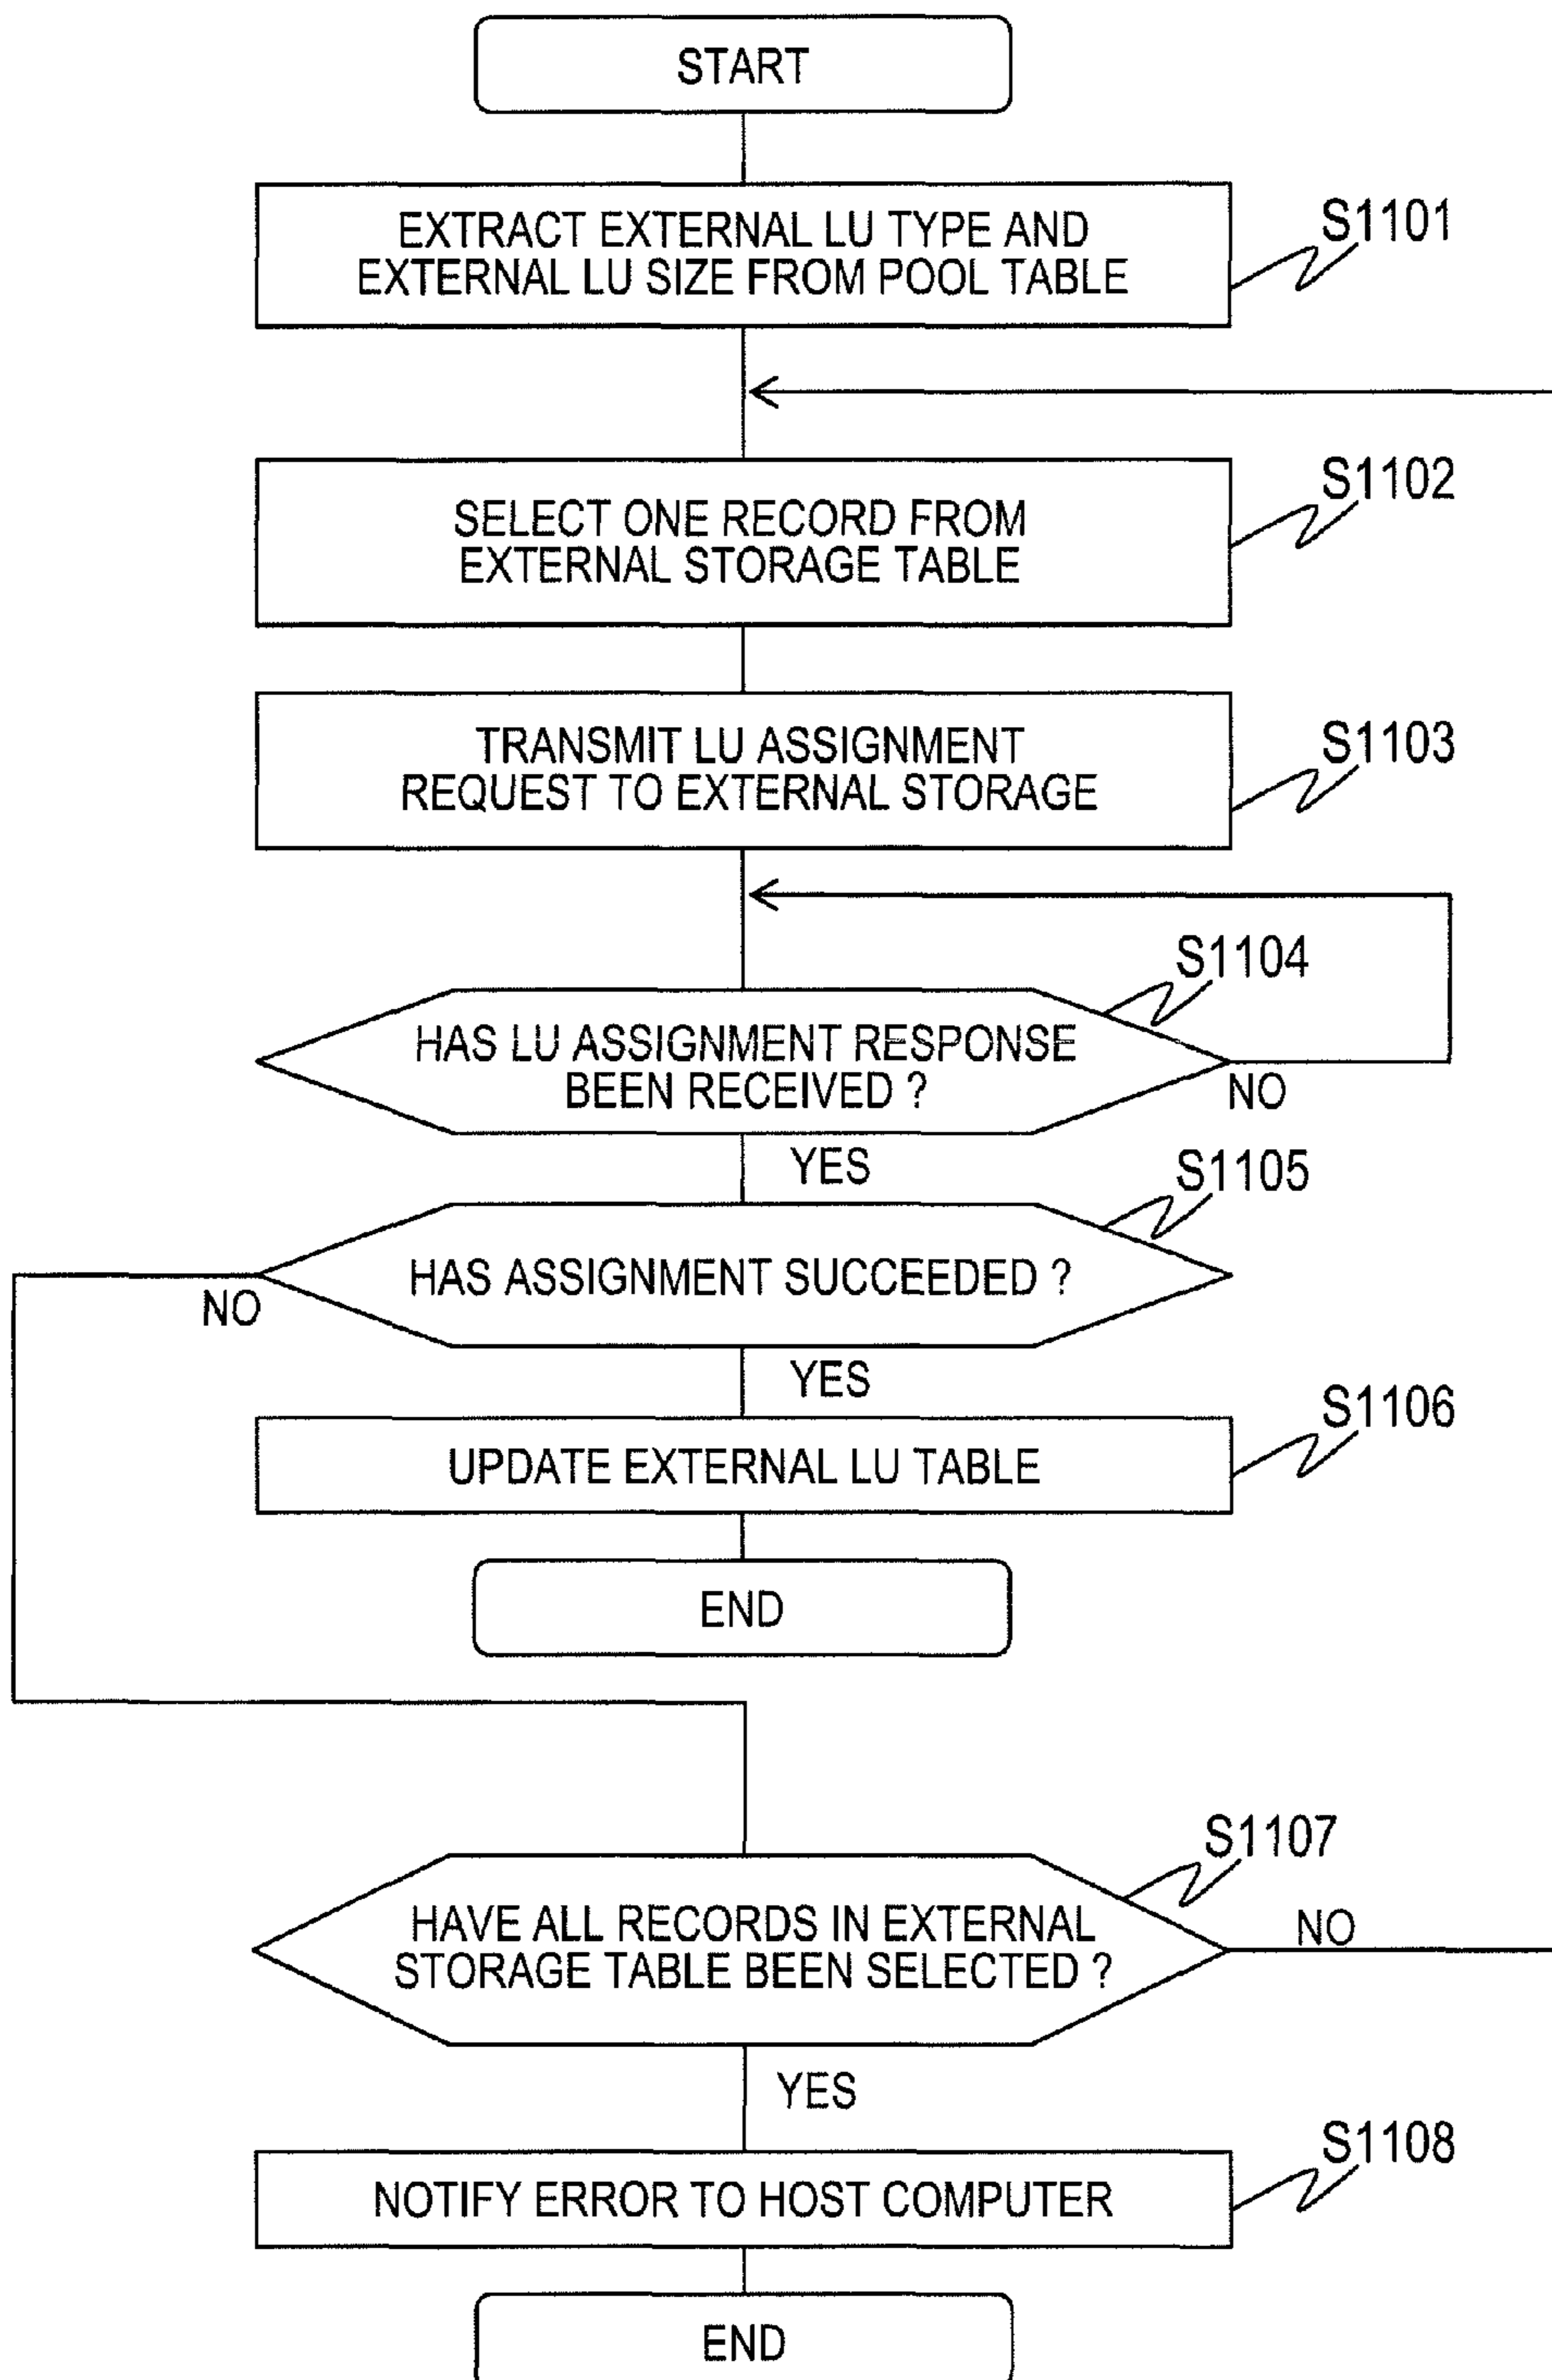 START
EXTRACT EXTERNAL LU TYPE AND
EXTERNAL LU SIZE FROM POOL TABLE
S1101
SELECT ONE RECORD FROM
EXTERNAL STORAGE TABLE
S1102
TRANSMIT LU ASSIGNMENT
REQUEST TO EXTERNAL STORAGE
S1103
S1104
HAS LU ASSIGNMENT RESPONSE
BEEN RECEIVED ?
NO
YES
S1105
HAS ASSIGNMENT SUCCEEDED ?
NO
YES
S1106
UPDATE EXTERNAL LU TABLE
END
S1107
HAVE ALL RECORDS IN EXTERNAL
STORAGE TABLE BEEN SELECTED ?
NO
YES
S1108
NOTIFY ERROR TO HOST COMPUTER
END